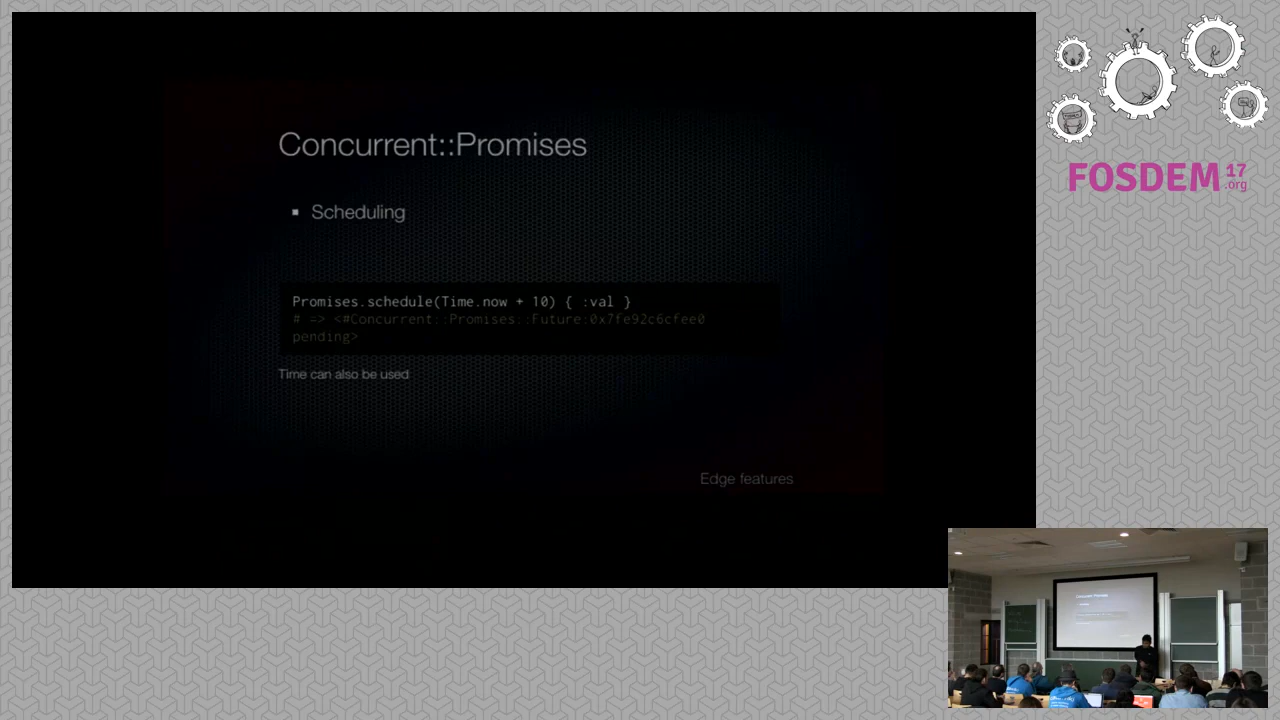 Concurrent::Promises
▪ Scheduling
Promises.schedule(Time.now + 10) { :val }
# => <#Concurrent::Promises::Future:0x7fe92c6cfee0
pending>
Time can also be used
Edge features
FOSDEM 17
.org